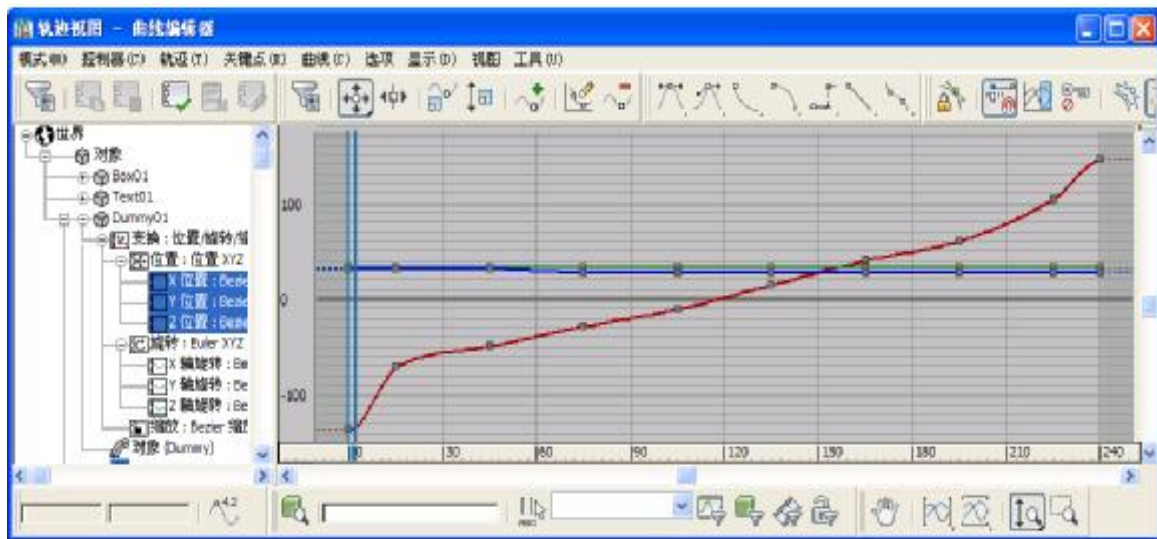 轨迹视图 - 曲线编辑器
模式(M) 控制器(C) 轨迹(T) 关键点(K) 曲线(C) 选项 显示(D) 视图 工具(U)
世界
对象
Box01
Text01
Dummy01
变换：位置/旋转/缩
位置：位置 XYZ
X 位置：Bezie
Y 位置：Bezie
Z 位置：Bezie
旋转：Euler XYZ
X 轴旋转：Be
Y 轴旋转：Be
Z 轴旋转：Be
缩放：Bezier 缩放
对象 (Dummy)
100
0
-100
0 30 60 90 120 150 180 210 240